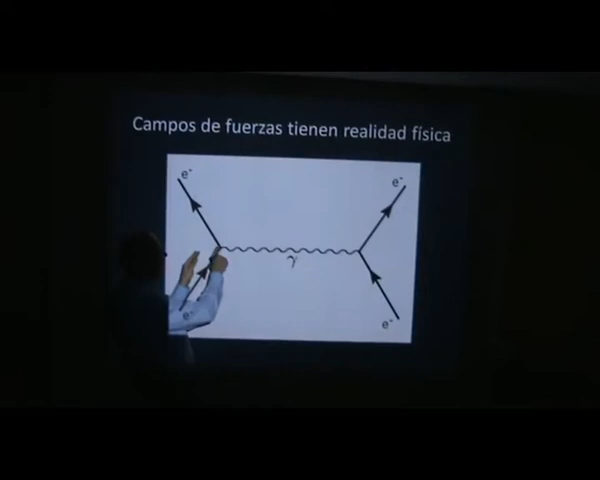 Campos de fuerzas tienen realidad física
e⁻ e⁻
γ
e⁻ e⁻